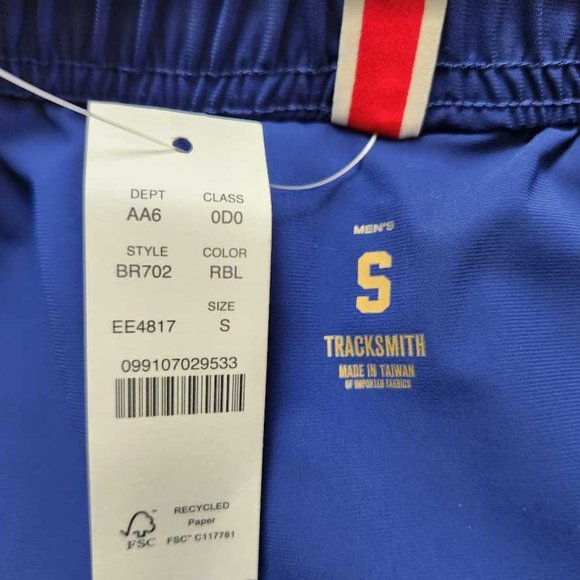 DEPT CLASS
AA6 0D0
STYLE COLOR
BR702 RBL
SIZE
EE4817 S
099107029533
RECYCLED
Paper
FSC FSC™ C117781
MEN'S
S
TRACKSMITH
MADE IN TAIWAN
OF IMPORTED FABRICS